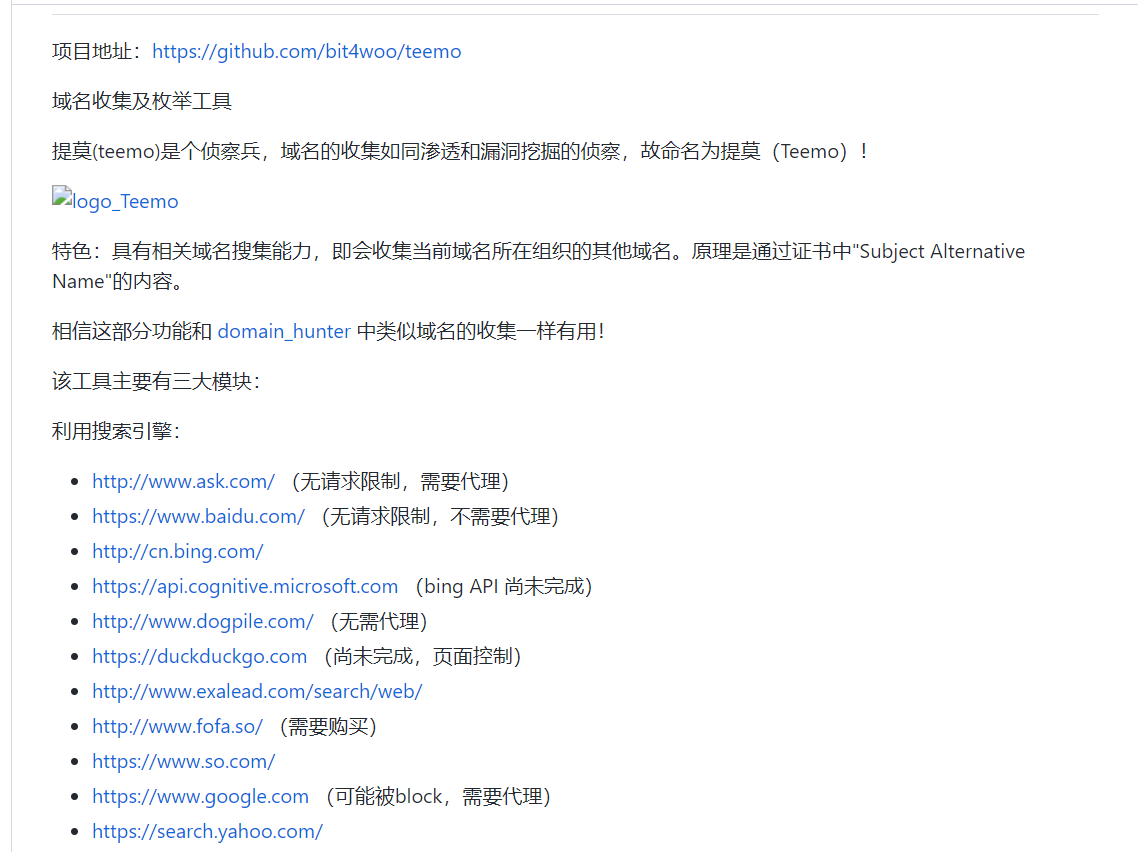 项目地址：https://github.com/bit4woo/teemo
域名收集及枚举工具
提莫(teemo)是个侦察兵，域名的收集如同渗透和漏洞挖掘的侦察，故命名为提莫（Teemo）！
logo_Teemo
特色：具有相关域名搜集能力，即会收集当前域名所在组织的其他域名。原理是通过证书中"Subject Alternative
Name"的内容。
相信这部分功能和 domain_hunter 中类似域名的收集一样有用！
该工具主要有三大模块：
利用搜索引擎：
http://www.ask.com/ （无请求限制，需要代理）
https://www.baidu.com/ （无请求限制，不需要代理）
http://cn.bing.com/
https://api.cognitive.microsoft.com （bing API 尚未完成）
http://www.dogpile.com/ （无需代理）
https://duckduckgo.com （尚未完成，页面控制）
http://www.exalead.com/search/web/
http://www.fofa.so/ （需要购买）
https://www.so.com/
https://www.google.com （可能被block，需要代理）
https://search.yahoo.com/